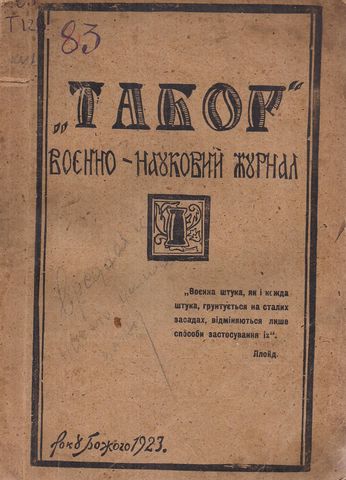 83
"ТАБОР"
ВОЄННО-НАУКОВИЙ ЖУРНАЛ
1
„Воєнна штука, як і кожда
штука, грунтується на сталих
засадах, відміняються лише
способи застосування їх".
Ллойд.
року Божого 1923.